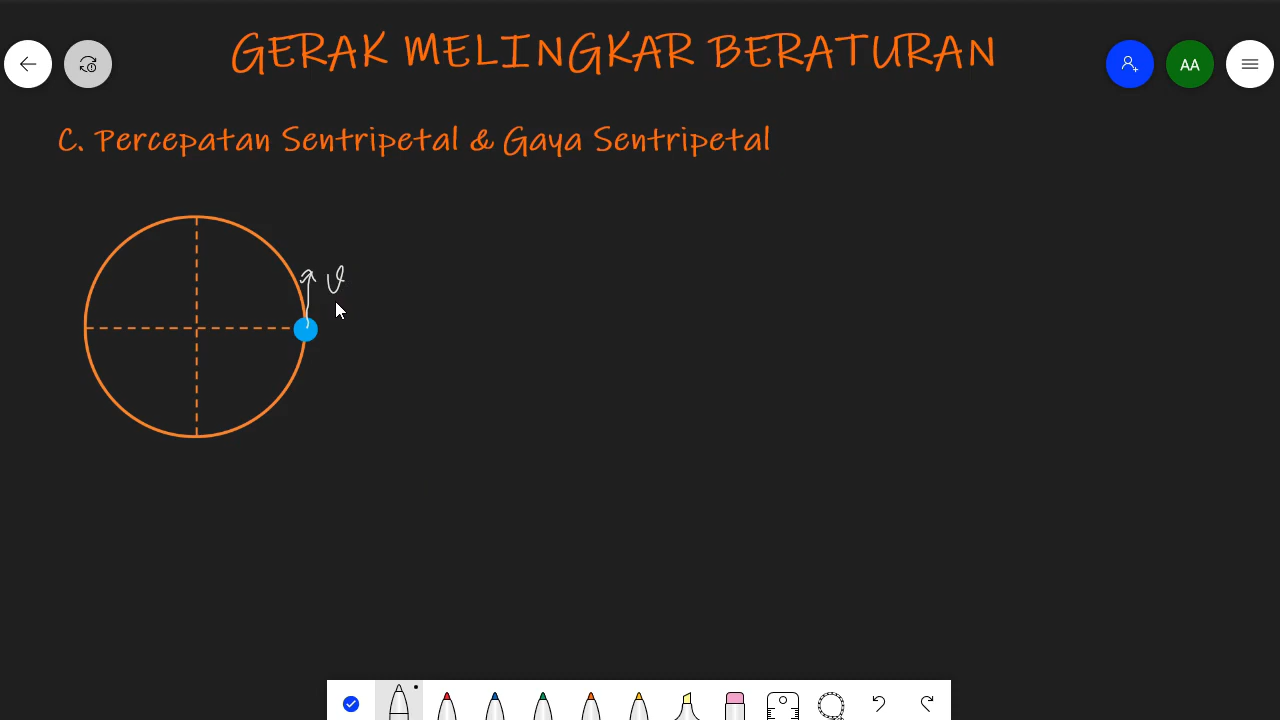 GERAK MELINGKAR BERATURAN
AA
C. Percepatan Sentripetal & Gaya Sentripetal
v